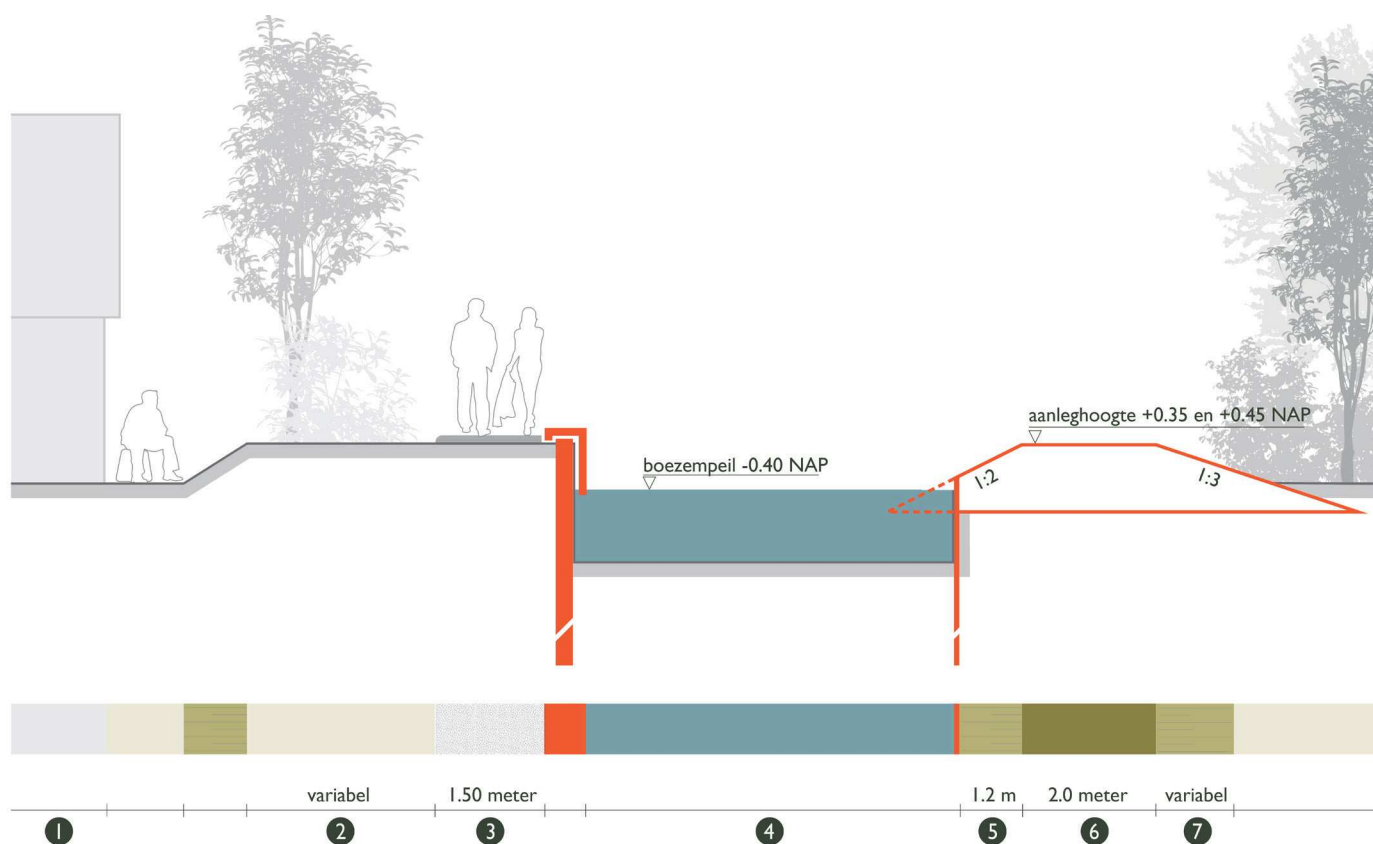 aanleghoogte +0.35 en +0.45 NAP
boezempeil -0.40 NAP
1:2
1:3
variabel
1.50 meter
1.2 m
2.0 meter
variabel
1
2
3
4
5
6
7